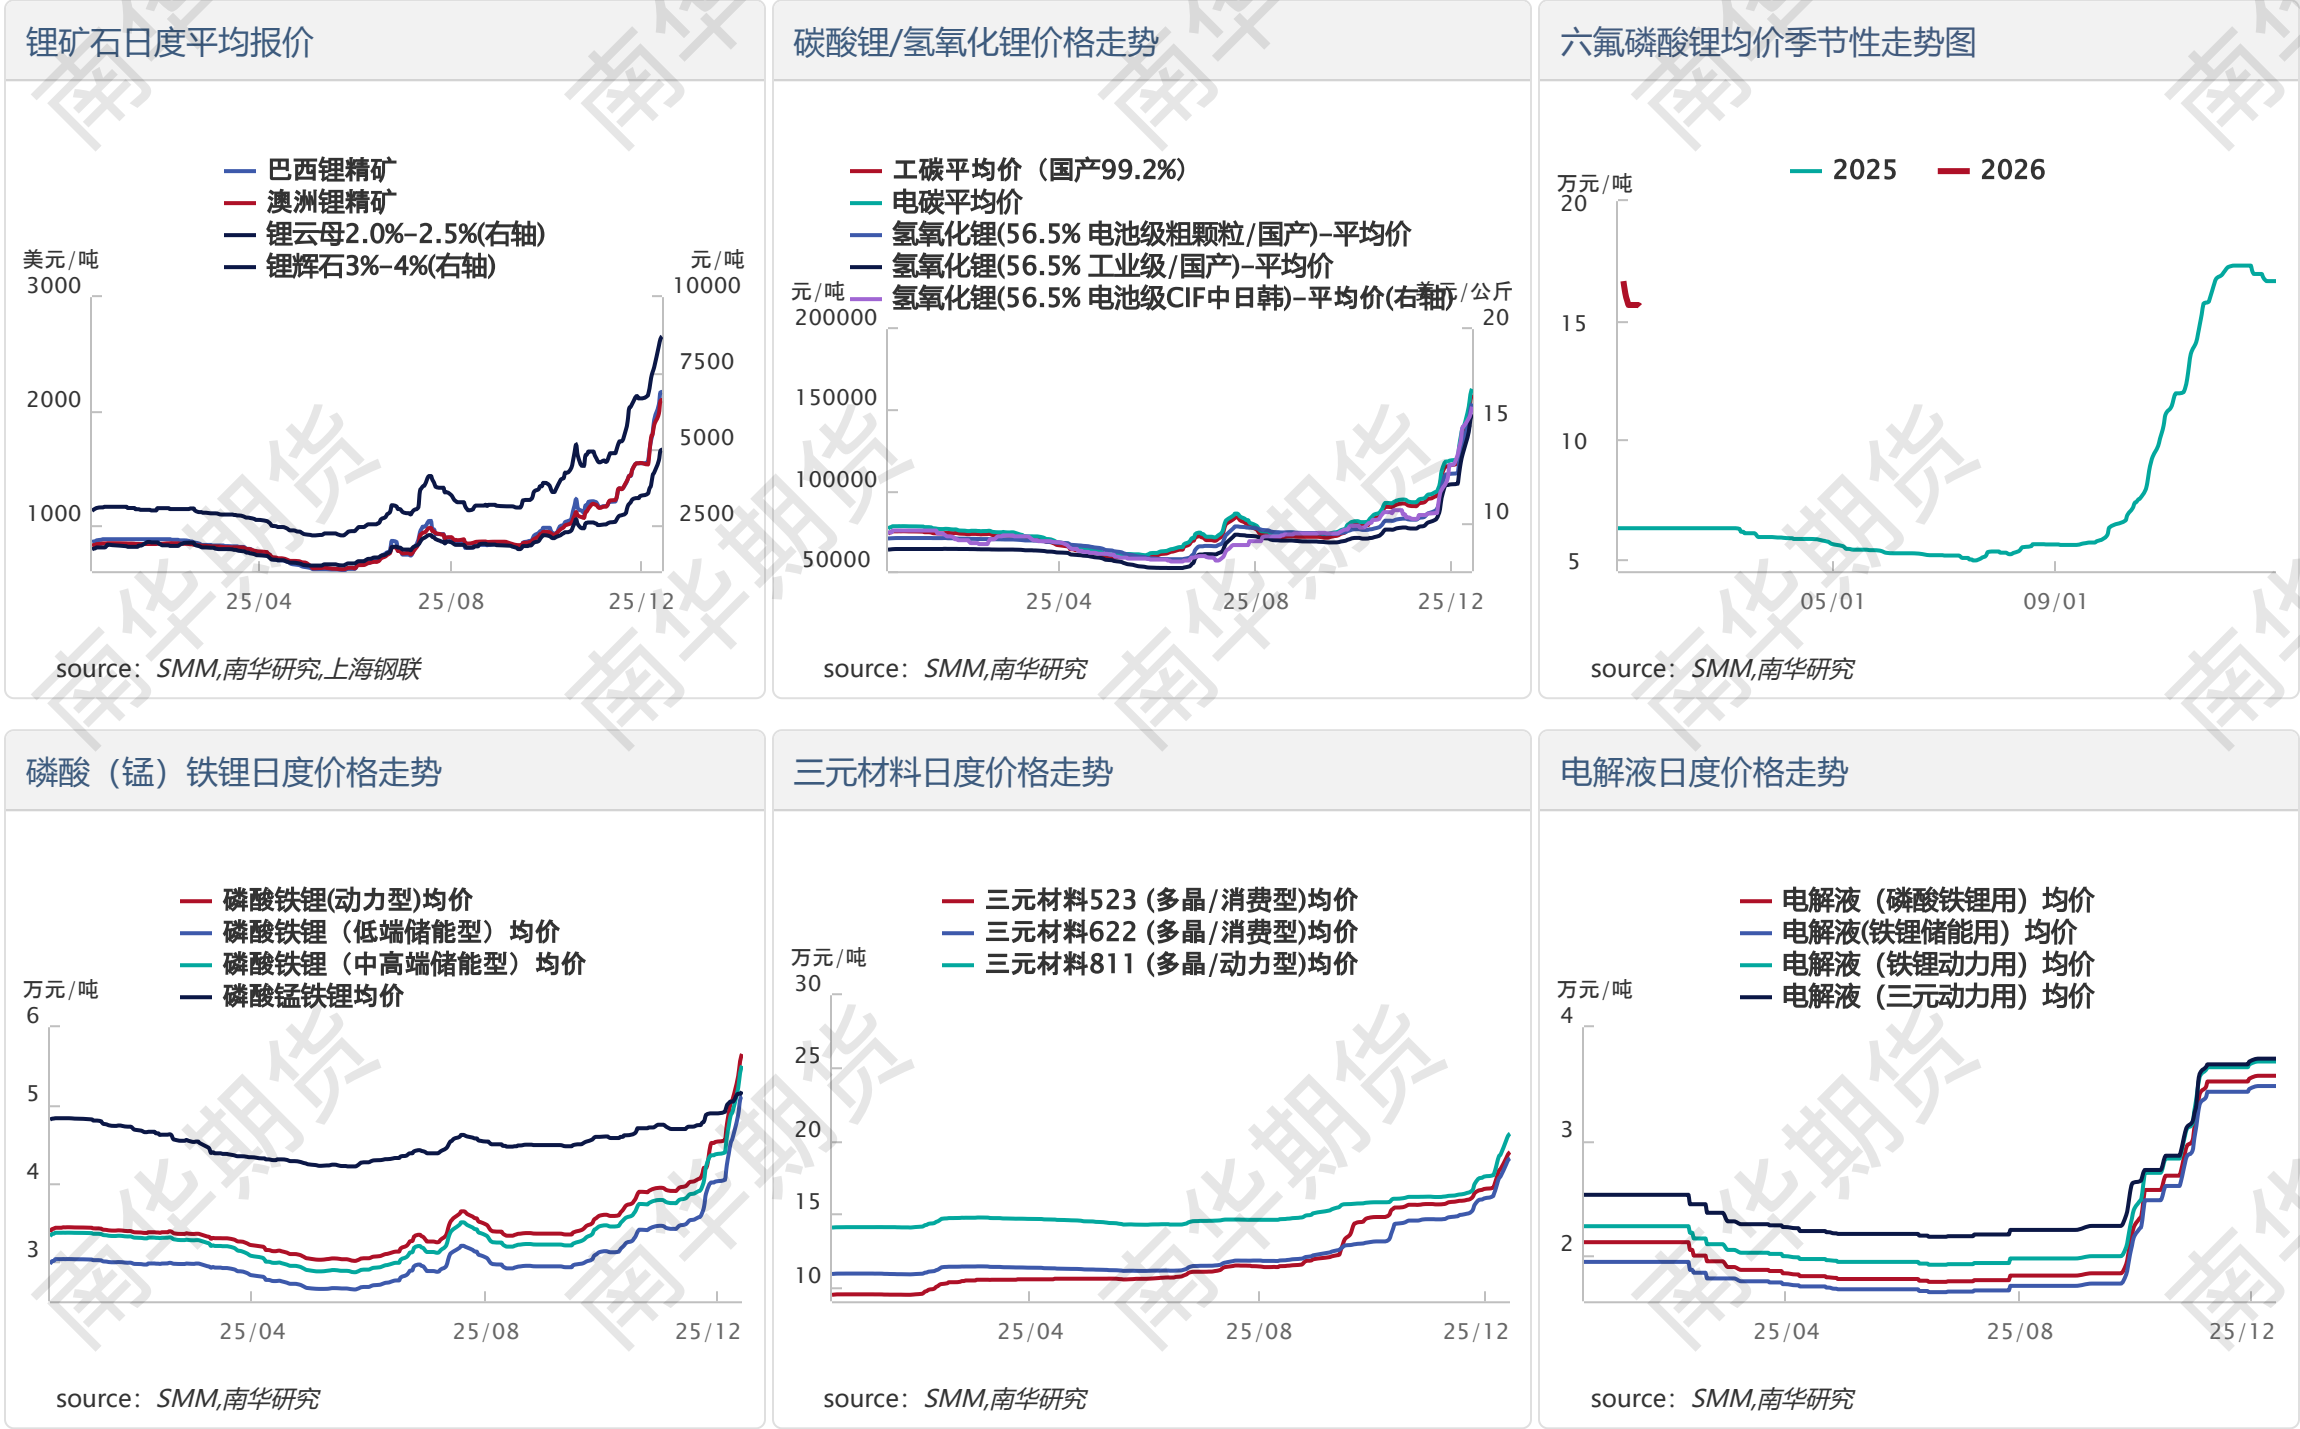 锂矿石日度平均报价
巴西锂精矿
澳洲锂精矿
锂云母2.0%-2.5%(右轴)
锂辉石3%-4%(右轴)
美元/吨
元/吨
3000
2000
1000
10000
7500
5000
2500
25/04
25/08
25/12
source: SMM,南华研究,上海钢联
碳酸锂/氢氧化锂价格走势
工碳平均价（国产99.2%）
电碳平均价
氢氧化锂(56.5% 电池级粗颗粒/国产)-平均价
氢氧化锂(56.5% 工业级/国产)-平均价
氢氧化锂(56.5% 电池级CIF中日韩)-平均价(右轴)
元/吨
美元/公斤
200000
150000
100000
50000
20
15
10
25/04
25/08
25/12
source: SMM,南华研究
六氟磷酸锂均价季节性走势图
2025
2026
万元/吨
20
15
10
5
05/01
09/01
source: SMM,南华研究
磷酸（锰）铁锂日度价格走势
磷酸铁锂(动力型)均价
磷酸铁锂（低端储能型）均价
磷酸铁锂（中高端储能型）均价
磷酸锰铁锂均价
万元/吨
6
5
4
3
25/04
25/08
25/12
source: SMM,南华研究
三元材料日度价格走势
三元材料523 (多晶/消费型)均价
三元材料622 (多晶/消费型)均价
三元材料811 (多晶/动力型)均价
万元/吨
30
25
20
15
10
25/04
25/08
25/12
source: SMM,南华研究
电解液日度价格走势
电解液（磷酸铁锂用）均价
电解液(铁锂储能用）均价
电解液（铁锂动力用）均价
电解液（三元动力用）均价
万元/吨
4
3
2
25/04
25/08
25/12
source: SMM,南华研究
南华期货